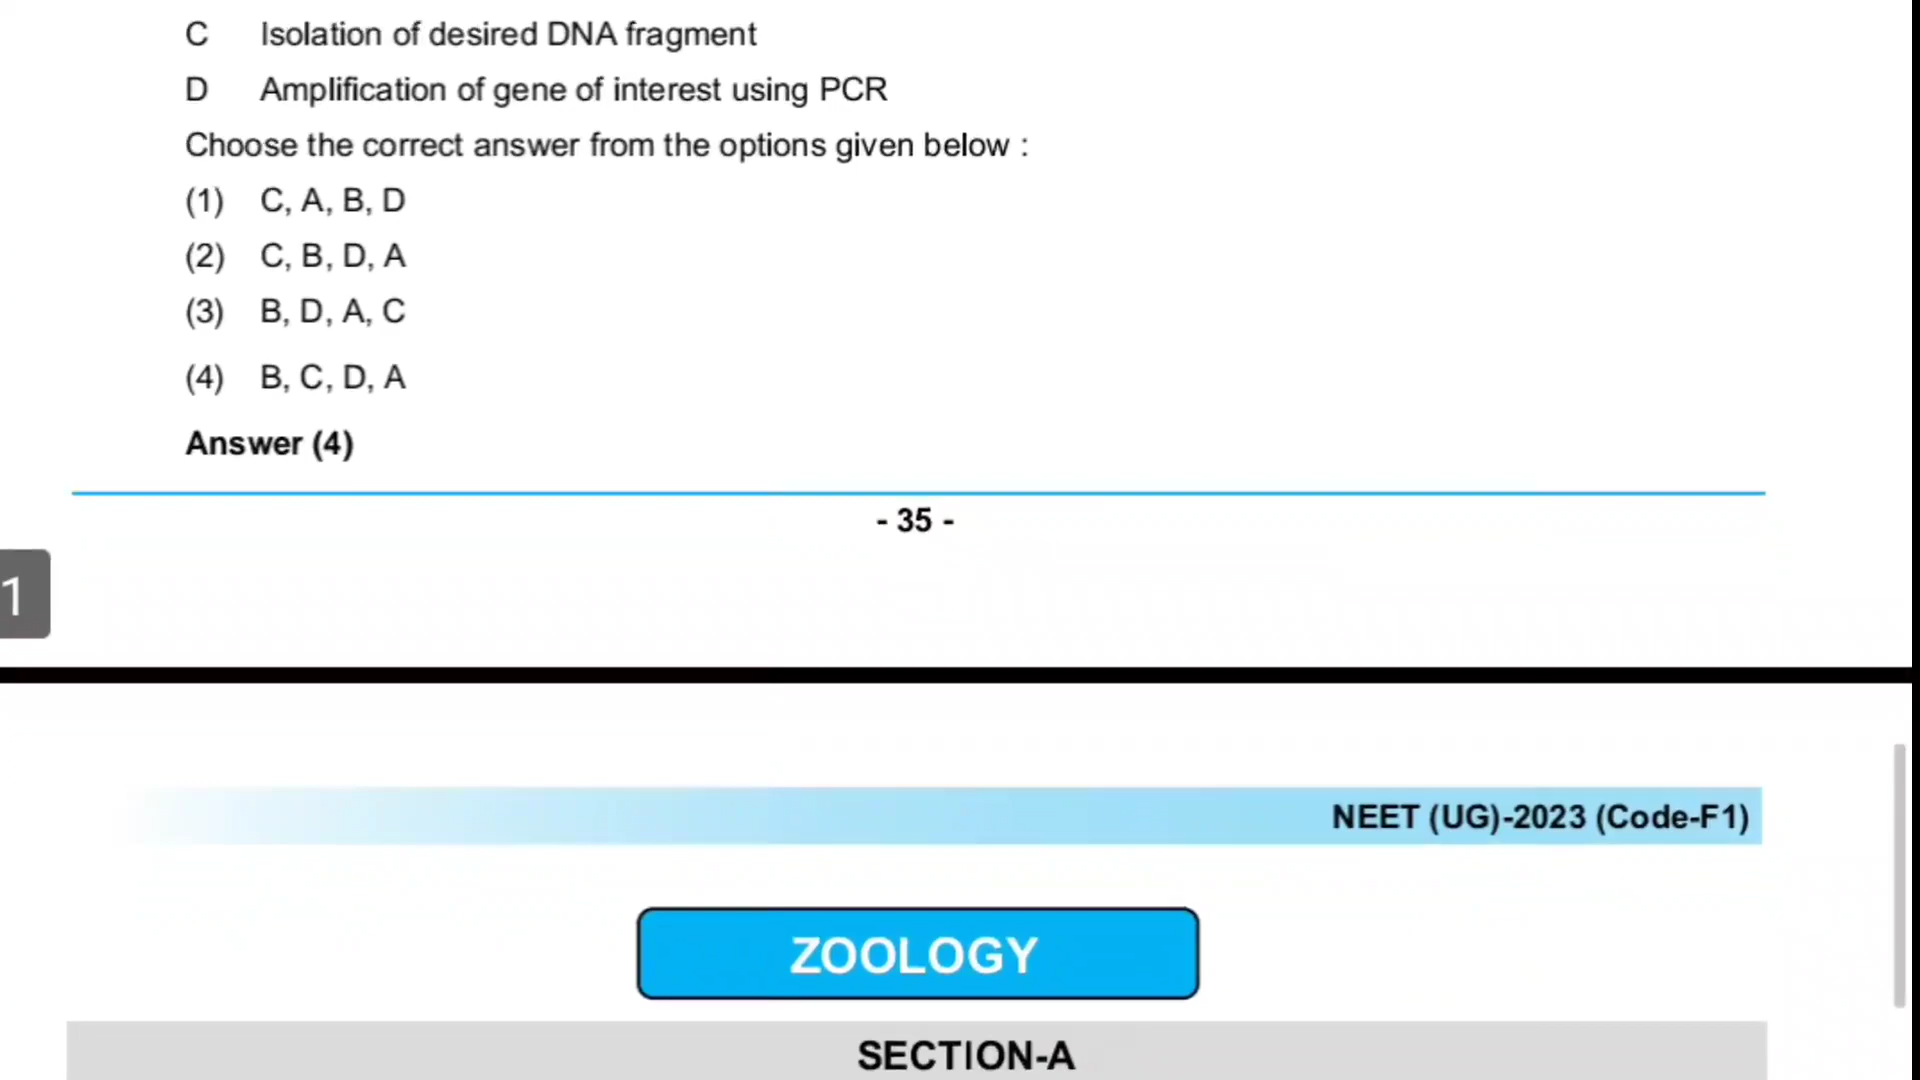 C Isolation of desired DNA fragment
D Amplification of gene of interest using PCR
Choose the correct answer from the options given below :
(1) C, A, B, D
(2) C, B, D, A
(3) B, D, A, C
(4) B, C, D, A
Answer (4)
- 35 -
1
NEET (UG)-2023 (Code-F1)
ZOOLOGY
SECTION-A